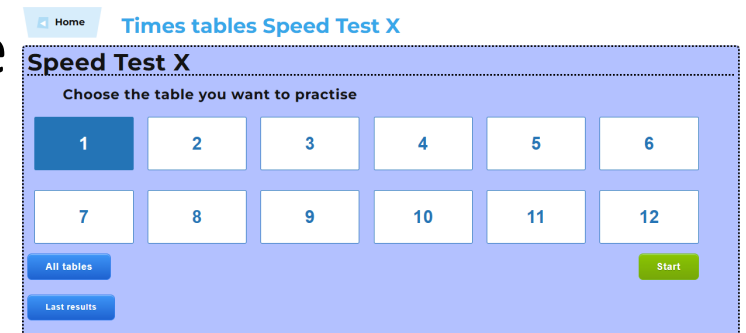 Home
Times tables Speed Test X
Speed Test X
Choose the table you want to practise
1 2 3 4 5 6
7 8 9 10 11 12
All tables
Start
Last results